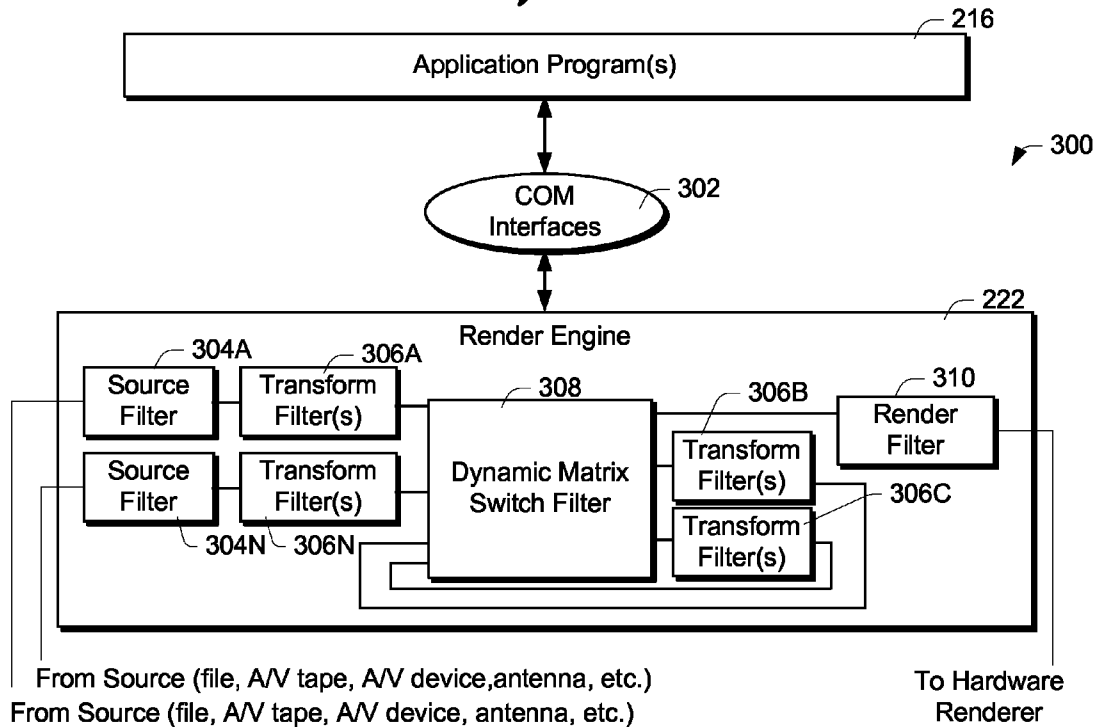 216
Application Program(s)
300
302
COM
Interfaces
222
Render Engine
304A
306A
308
306B
310
Source
Filter
Transform
Filter(s)
Render
Filter
Dynamic Matrix
Switch Filter
Transform
Filter(s)
Source
Filter
Transform
Filter(s)
306C
Transform
Filter(s)
304N
306N
From Source (file, A/V tape, A/V device,antenna, etc.)
From Source (file, A/V tape, A/V device, antenna, etc.)
To Hardware
Renderer